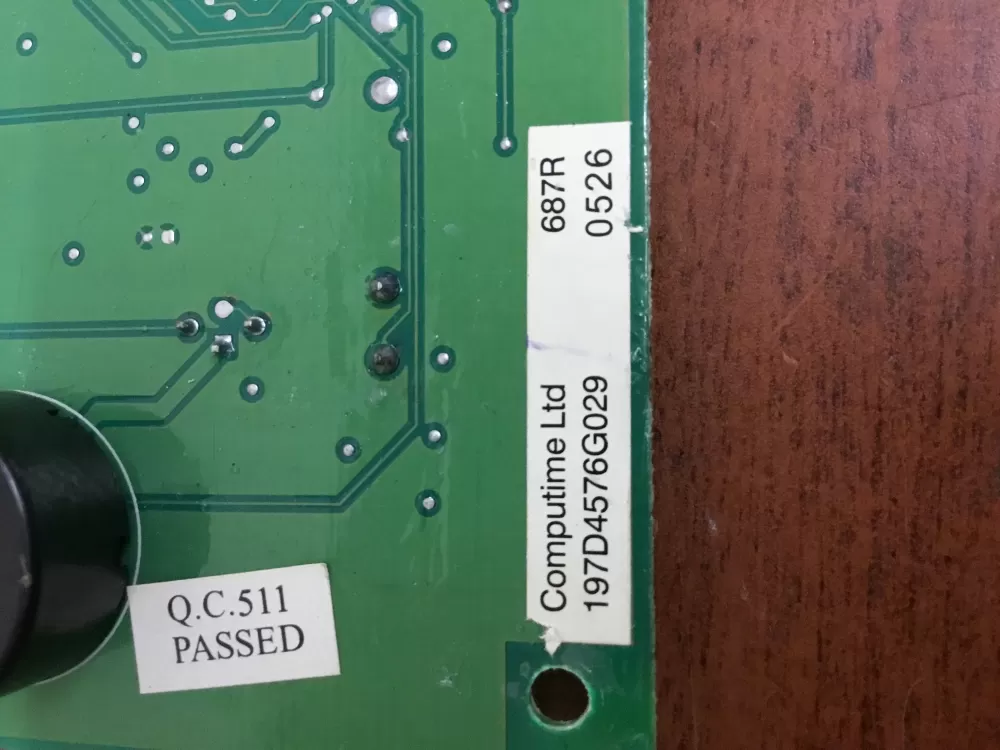 Computime Ltd 687R
197D4576G029 0526
Q.C.511
PASSED